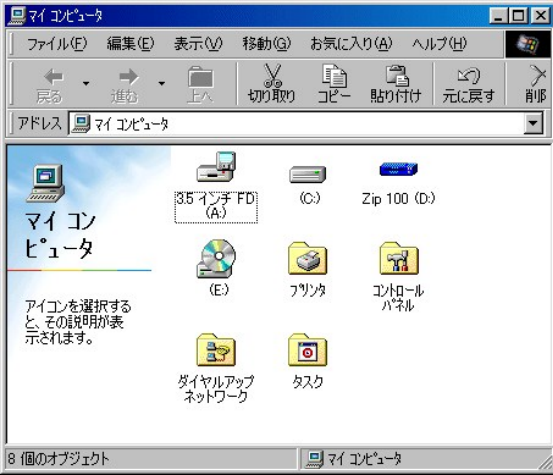 マイ コンピュータ
ファイル(F) 編集(E) 表示(V) 移動(G) お気に入り(A) ヘルプ(H)
戻る 進む 上へ 切り取り コピー 貼り付け 元に戻す 削除
アドレス マイ コンピュータ
3.5 インチ FD
(A:)
(C:)
Zip 100 (D:)
マイ コン
ピュータ
(E:)
プリンタ
コントロール
パネル
アイコンを選択する
と、その説明が表
示されます。
ダイヤルアップ
ネットワーク
タスク
8 個のオブジェクト
マイ コンピュータ